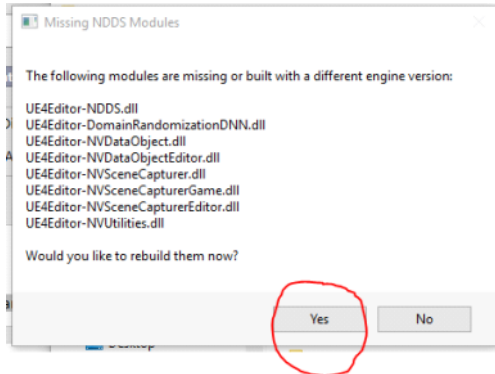 Missing NDDS Modules
The following modules are missing or built with a different engine version:
UE4Editor-NDDS.dll
UE4Editor-DomainRandomizationDNN.dll
UE4Editor-NVDataObject.dll
UE4Editor-NVDataObjectEditor.dll
UE4Editor-NVSceneCapturer.dll
UE4Editor-NVSceneCapturerGame.dll
UE4Editor-NVSceneCapturerEditor.dll
UE4Editor-NVUtilities.dll
Would you like to rebuild them now?
Yes No
Desktop